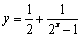 y = 1/2 + 1/(2^x - 1)